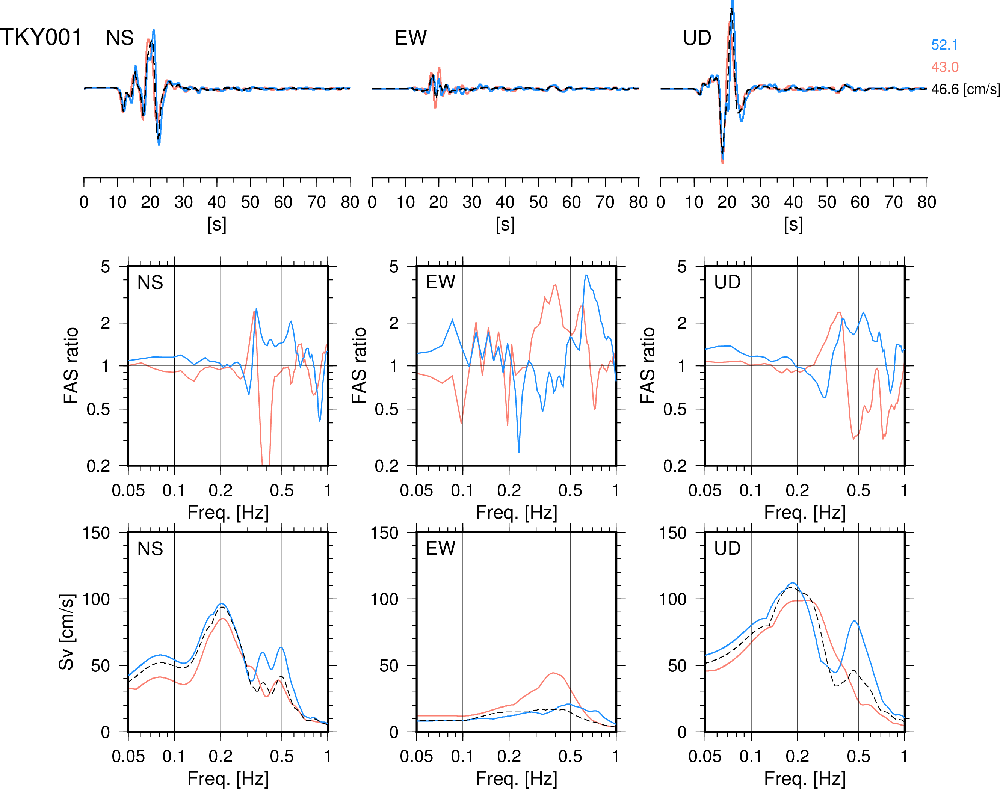 TKY001 NS EW UD
52.1
43.0
46.6 [cm/s]
0 10 20 30 40 50 60 70 80 0 10 20 30 40 50 60 70 80 0 10 20 30 40 50 60 70 80
[s] [s] [s]
NS
FAS ratio
5
2
1
0.5
0.2
0.05 0.1 0.2 0.5 1
Freq. [Hz]
EW
FAS ratio
5
2
1
0.5
0.2
0.05 0.1 0.2 0.5 1
Freq. [Hz]
UD
FAS ratio
5
2
1
0.5
0.2
0.05 0.1 0.2 0.5 1
Freq. [Hz]
NS
Sv [cm/s]
150
100
50
0
0.05 0.1 0.2 0.5 1
Freq. [Hz]
EW
150
100
50
0
0.05 0.1 0.2 0.5 1
Freq. [Hz]
UD
150
100
50
0
0.05 0.1 0.2 0.5 1
Freq. [Hz]